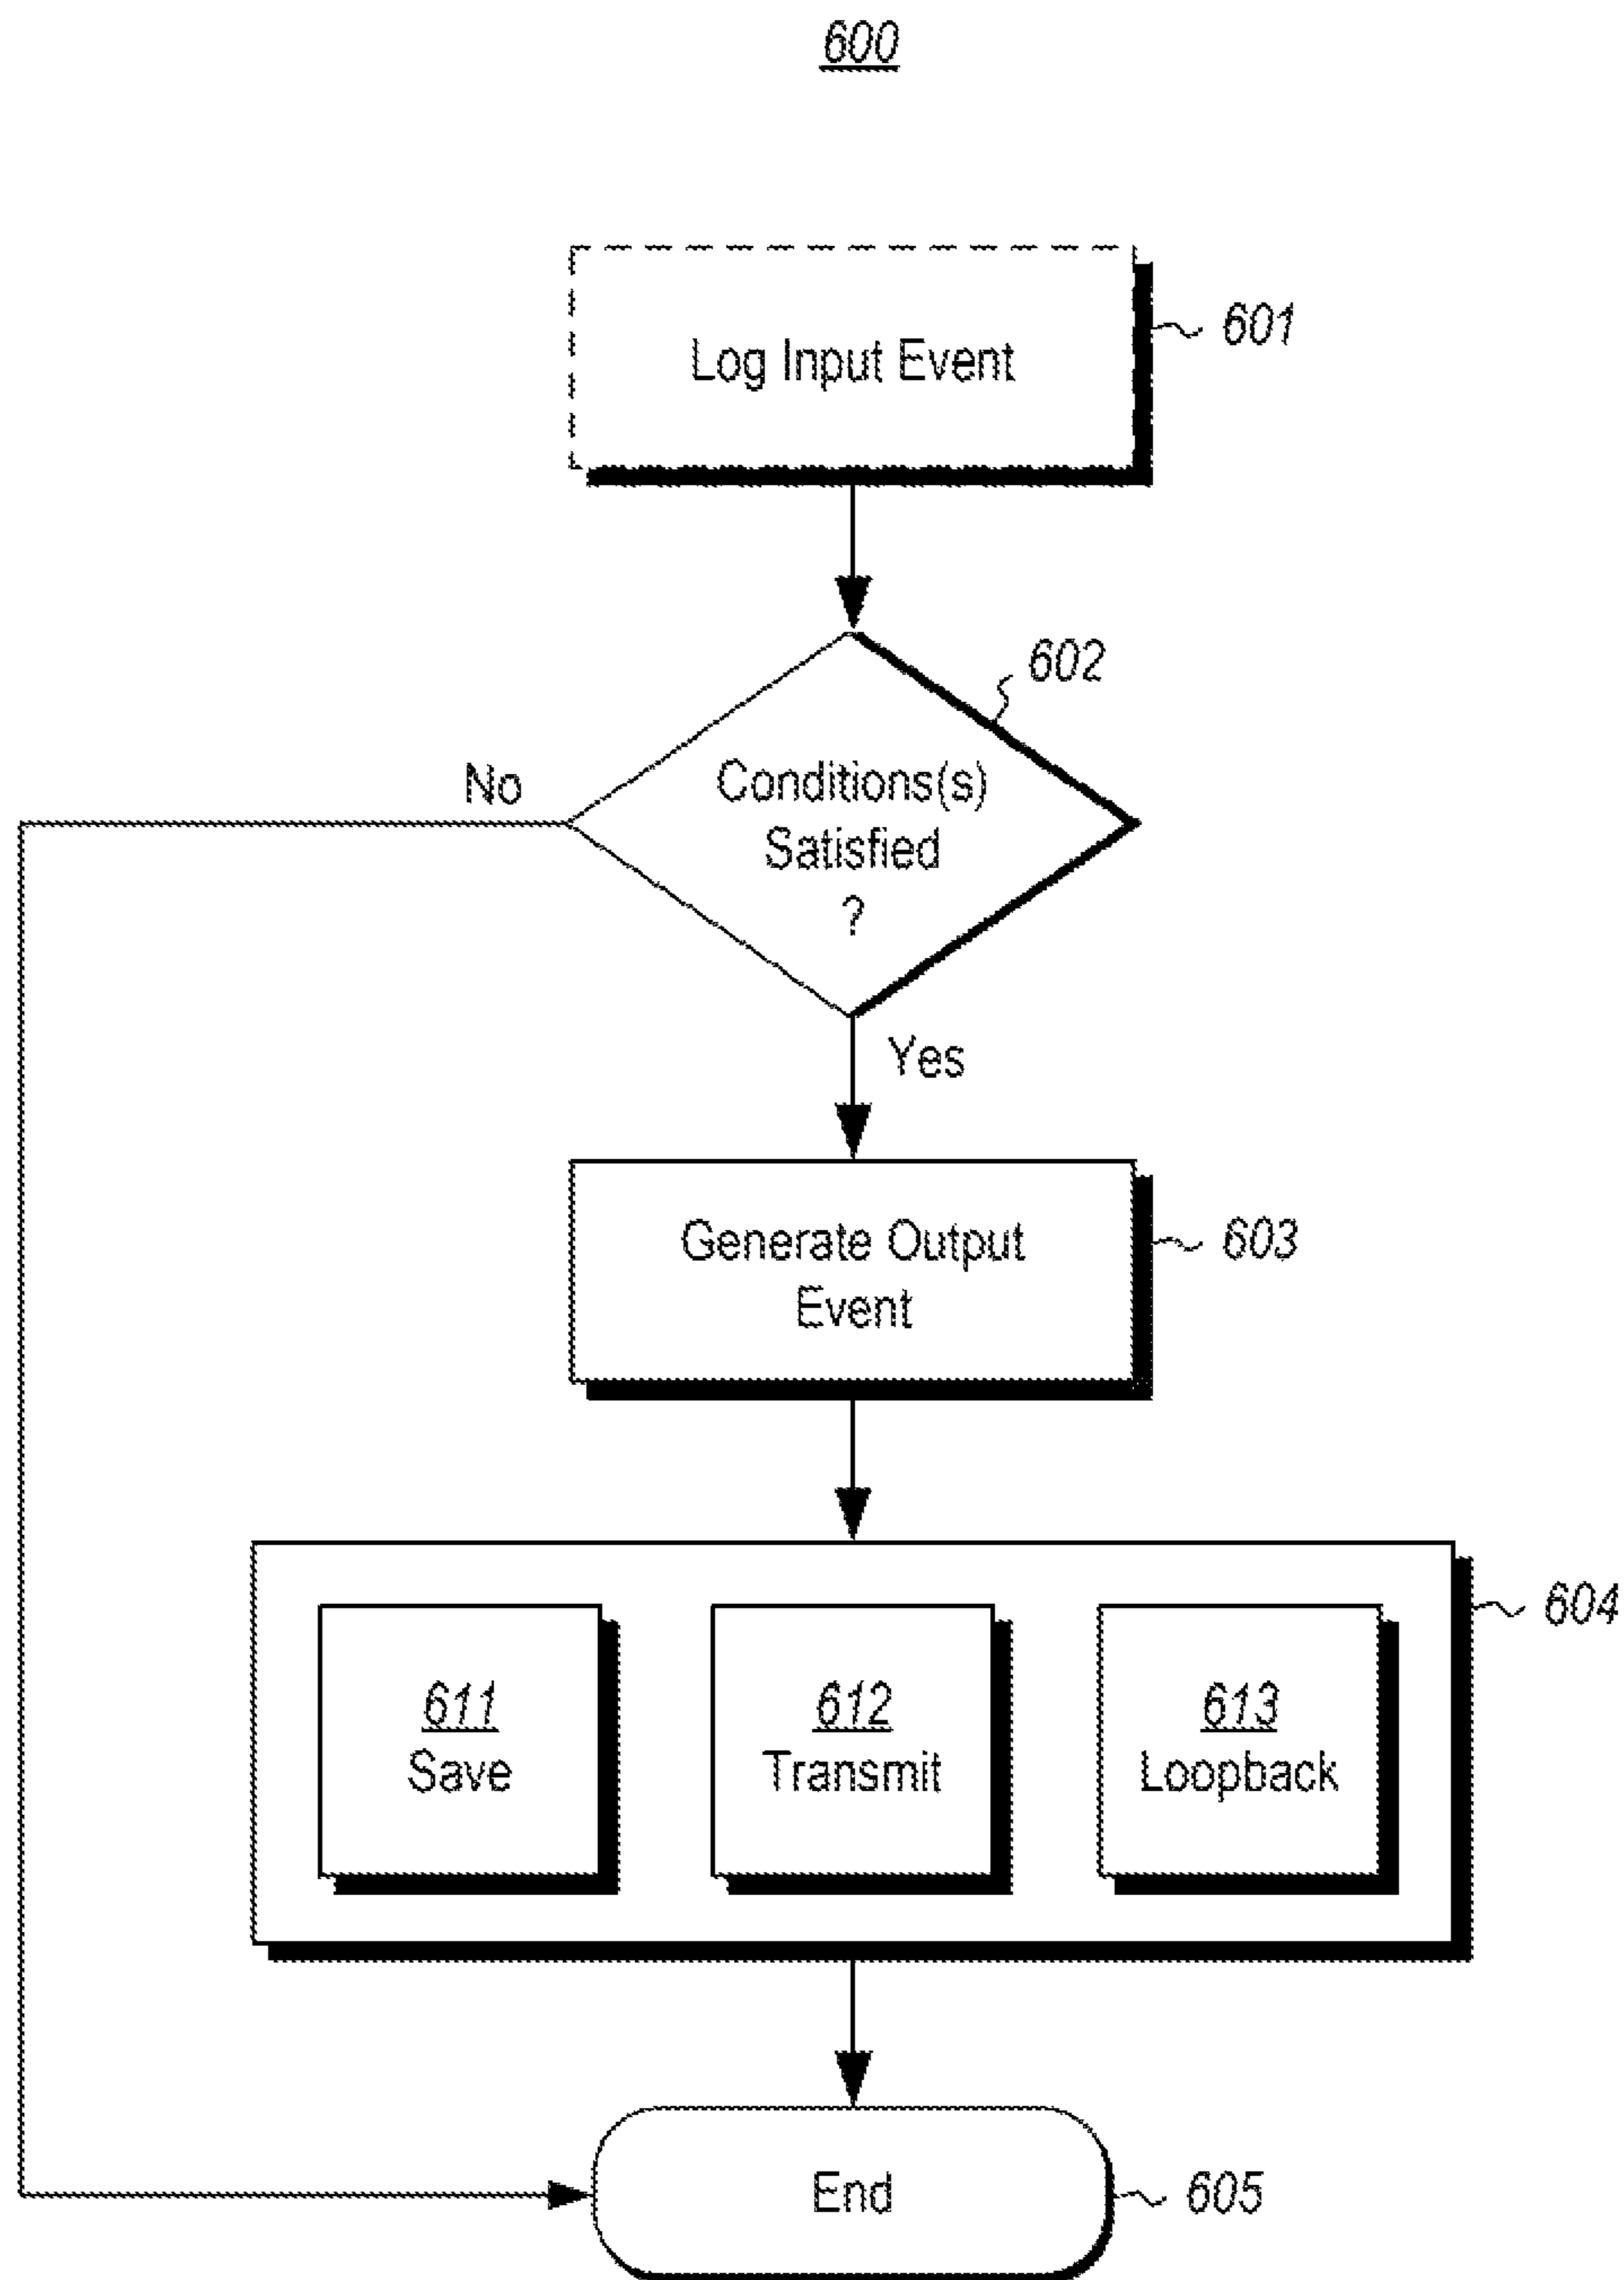 600
Log Input Event
601
602
No
Conditions(s)
Satisfied
?
Yes
Generate Output
Event
603
604
611
Save
612
Transmit
613
Loopback
End
605